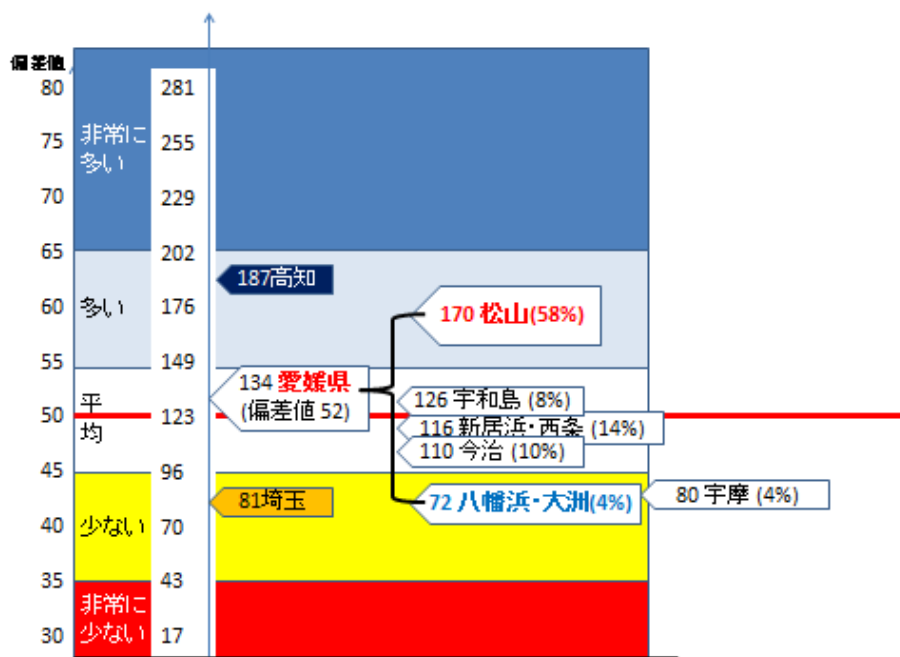 偏差値
80 281
75 非常に多い 255
70 229
65 202
187高知
60 多い 176
170 松山(58%)
55 149
134 愛媛県
(偏差値 52)
平均
126 宇和島 (8%)
50 123
116 新居浜・西条 (14%)
110 今治 (10%)
45 96
81埼玉
72 八幡浜・大洲(4%)
80 宇摩 (4%)
40 少ない 70
35 43
非常に少ない
30 17